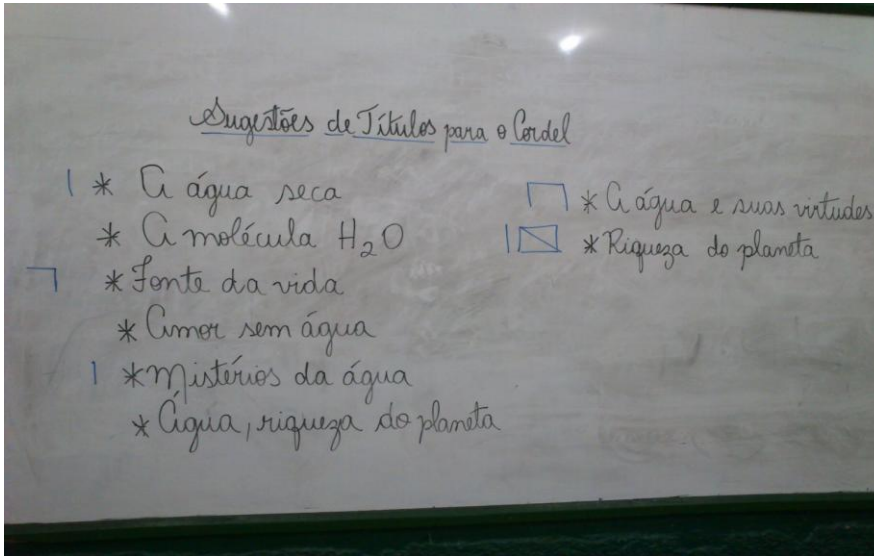 Sugestões de Títulos para o Cordel
* A água seca
* A molécula H₂O
* Fonte da vida
* Amor sem água
* Mistérios da água
* Água, riqueza do planeta
* A água e suas virtudes
* Riqueza do planeta